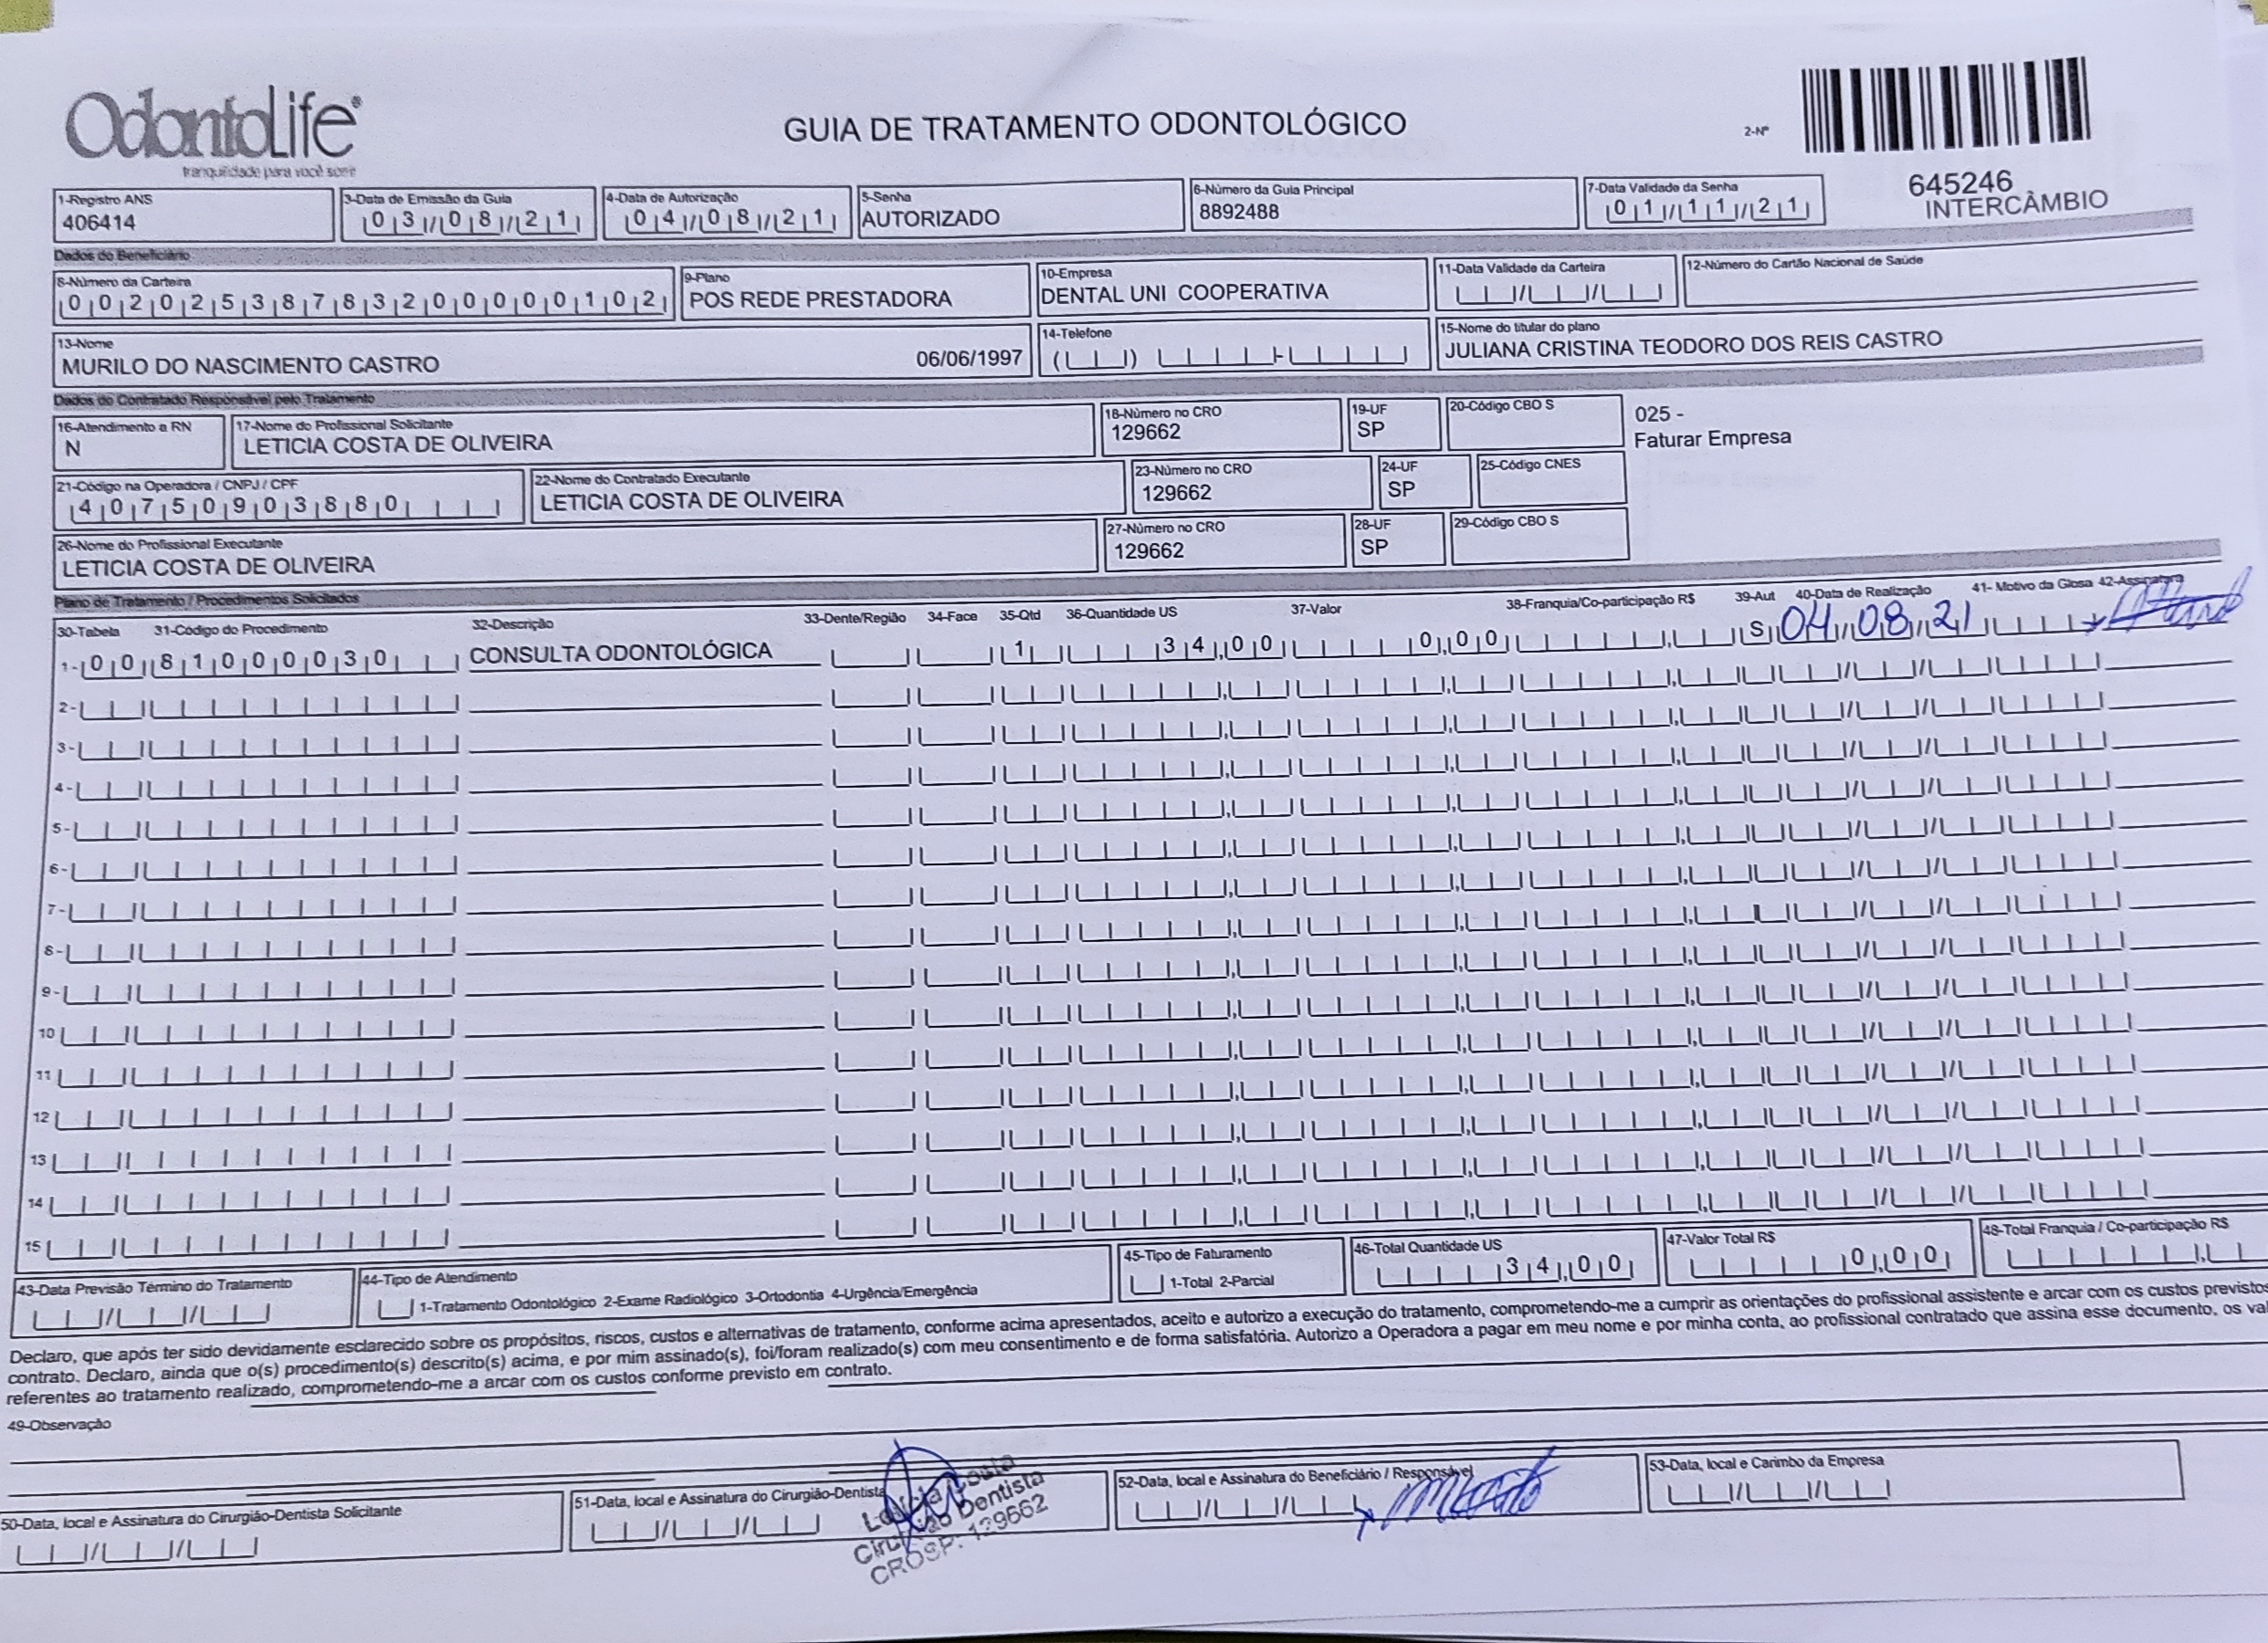 OdontoLife®
tranquilidade para você sorrir
GUIA DE TRATAMENTO ODONTOLÓGICO
2-Nº
645246
INTERCÂMBIO
1-Registro ANS
406414
3-Data de Emissão da Guia
03/08/21
4-Data de Autorização
04/08/21
5-Senha
AUTORIZADO
6-Número da Guia Principal
8892488
7-Data Validade da Senha
01/11/21
Dados do Beneficiário
8-Número da Carteira
00202538783200000102
9-Plano
POS REDE PRESTADORA
10-Empresa
DENTAL UNI COOPERATIVA
11-Data Validade da Carteira
12-Número do Cartão Nacional de Saúde
13-Nome
MURILO DO NASCIMENTO CASTRO 06/06/1997
14-Telefone
15-Nome do titular do plano
JULIANA CRISTINA TEODORO DOS REIS CASTRO
Dados do Contratado Responsável pelo Tratamento
16-Atendimento a RN
N
17-Nome do Profissional Solicitante
LETICIA COSTA DE OLIVEIRA
18-Número no CRO
129662
19-UF
SP
20-Código CBO S
025 -
Faturar Empresa
21-Código na Operadora / CNPJ / CPF
40750903880
22-Nome do Contratado Executante
LETICIA COSTA DE OLIVEIRA
23-Número no CRO
129662
24-UF
SP
25-Código CNES
26-Nome do Profissional Executante
LETICIA COSTA DE OLIVEIRA
27-Número no CRO
129662
28-UF
SP
29-Código CBO S
Plano de Tratamento / Procedimentos Solicitados
30-Tabela 31-Código do Procedimento 32-Descrição 33-Dente/Região 34-Face 35-Qtd 36-Quantidade US 37-Valor 38-Franquia/Co-participação R$ 39-Aut 40-Data de Realização 41- Motivo da Glosa 42-Assinatura
1- 00 81000030 CONSULTA ODONTOLÓGICA 1 34,00 0,00 S 04/08/21
2-
3-
4-
5-
6-
7-
8-
9-
10
11
12
13
14
15
43-Data Previsão Término do Tratamento
44-Tipo de Atendimento
1-Tratamento Odontológico 2-Exame Radiológico 3-Ortodontia 4-Urgência/Emergência
45-Tipo de Faturamento
1-Total 2-Parcial
46-Total Quantidade US
34,00
47-Valor Total R$
0,00
48-Total Franquia / Co-participação R$
Declaro, que após ter sido devidamente esclarecido sobre os propósitos, riscos, custos e alternativas de tratamento, conforme acima apresentados, aceito e autorizo a execução do tratamento, comprometendo-me a cumprir as orientações do profissional assistente e arcar com os custos previstos
contrato. Declaro, ainda que o(s) procedimento(s) descrito(s) acima, e por mim assinado(s), foi/foram realizado(s) com meu consentimento e de forma satisfatória. Autorizo a Operadora a pagar em meu nome e por minha conta, ao profissional contratado que assina esse documento, os val
referentes ao tratamento realizado, comprometendo-me a arcar com os custos conforme previsto em contrato.
49-Observação
50-Data, local e Assinatura do Cirurgião-Dentista Solicitante
51-Data, local e Assinatura do Cirurgião-Dentista
Letícia Costa
Cirurgião Dentista
CROSP: 129662
52-Data, local e Assinatura do Beneficiário / Responsável
53-Data, local e Carimbo da Empresa